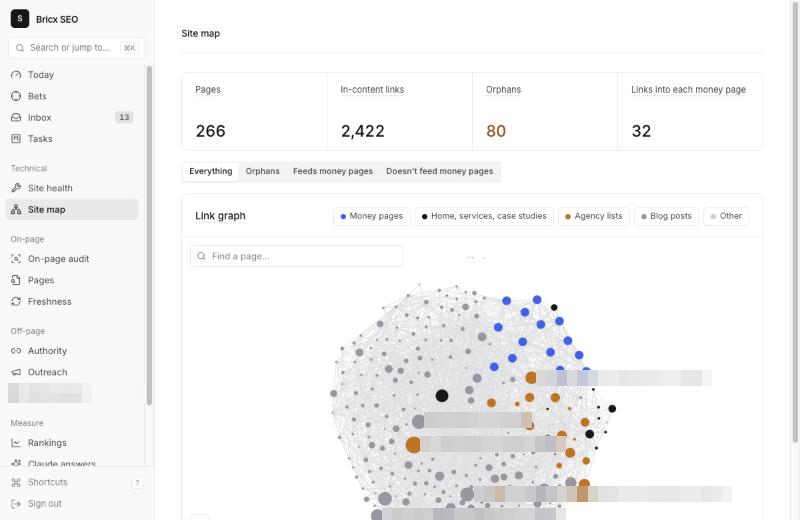 Bricx SEO
Search or jump to... ⌘K
Today
Bets
Inbox 13
Tasks
Technical
Site health
Site map
On-page
On-page audit
Pages
Freshness
Off-page
Authority
Outreach
Measure
Rankings
Claude answers
Shortcuts ?
Sign out
Site map
Pages
266
In-content links
2,422
Orphans
80
Links into each money page
32
Everything Orphans Feeds money pages Doesn't feed money pages
Link graph
Money pages Home, services, case studies Agency lists Blog posts Other
Find a page...